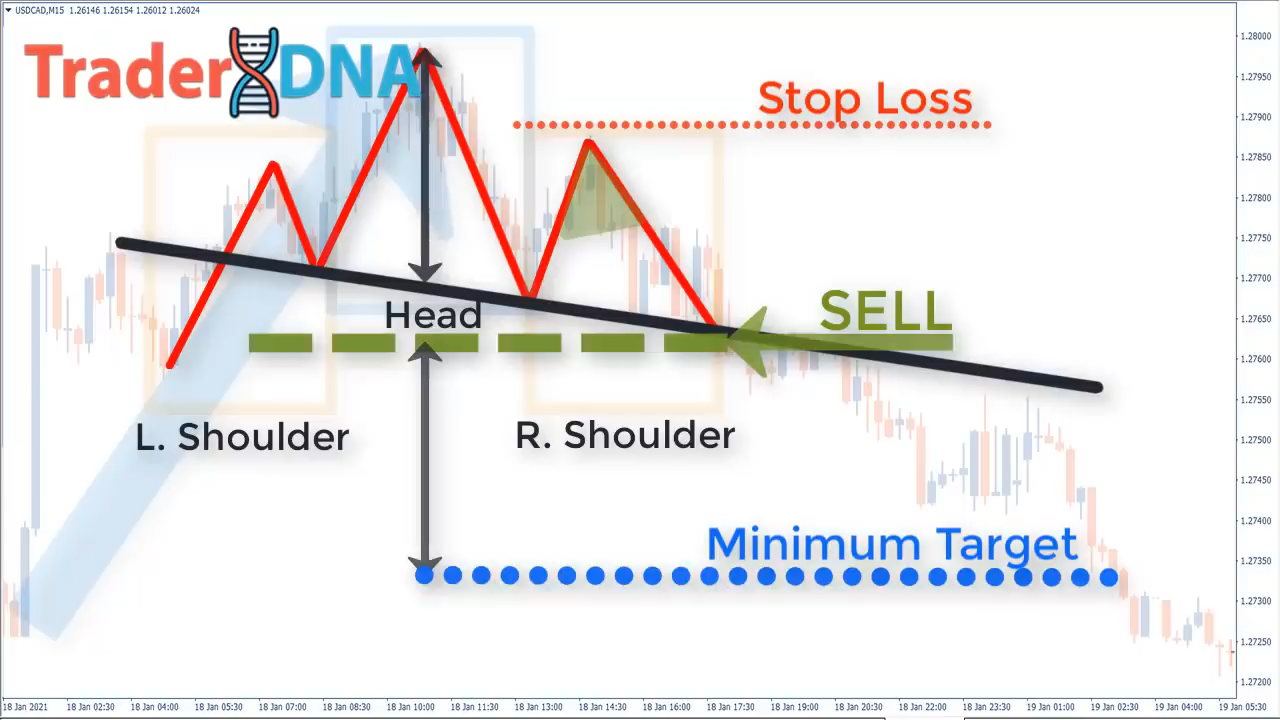 USDCAD,M15 1.26146 1.26154 1.26012 1.26024
TraderDNA
Stop Loss
SELL
Head
L. Shoulder
R. Shoulder
Minimum Target
1.28000
1.27950
1.27900
1.27850
1.27800
1.27750
1.27700
1.27650
1.27600
1.27550
1.27500
1.27450
1.27400
1.27350
1.27300
1.27250
1.27200
18 Jan 2021
18 Jan 02:30
18 Jan 04:00
18 Jan 05:30
18 Jan 07:00
18 Jan 08:30
18 Jan 10:00
18 Jan 11:30
18 Jan 13:00
18 Jan 14:30
18 Jan 16:00
18 Jan 17:30
18 Jan 19:00
18 Jan 20:30
18 Jan 22:00
18 Jan 23:30
19 Jan 01:00
19 Jan 02:30
19 Jan 04:00
19 Jan 05:30